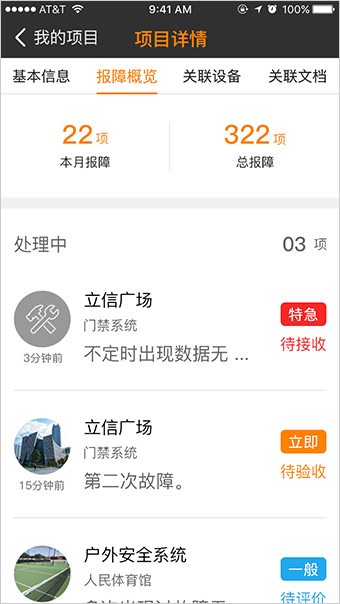 AT&T 9:41 AM 100%
我的项目 项目详情
基本信息 报障概览 关联设备 关联文档
22项 322项
本月报障 总报障
处理中 03 项
立信广场 特急
门禁系统
待接收
3分钟前 不定时出现数据无 ...
立信广场 立即
门禁系统
待验收
15分钟前 第二次故障。
户外安全系统 一般
人民体育馆
待评价